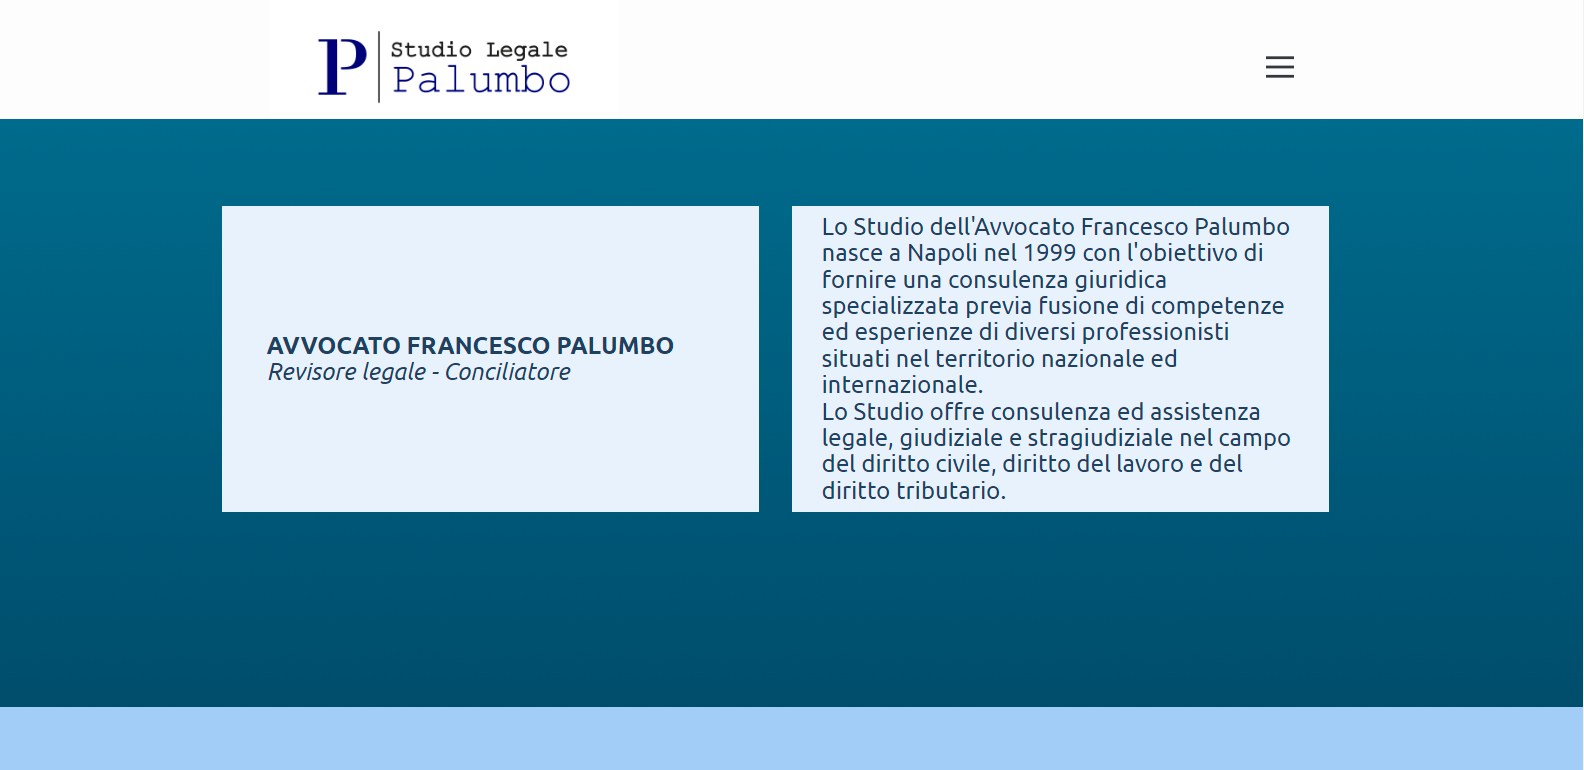 P
Studio Legale
Palumbo
AVVOCATO FRANCESCO PALUMBO
Revisore legale - Conciliatore
Lo Studio dell'Avvocato Francesco Palumbo
nasce a Napoli nel 1999 con l'obiettivo di
fornire una consulenza giuridica
specializzata previa fusione di competenze
ed esperienze di diversi professionisti
situati nel territorio nazionale ed
internazionale.
Lo Studio offre consulenza ed assistenza
legale, giudiziale e stragiudiziale nel campo
del diritto civile, diritto del lavoro e del
diritto tributario.